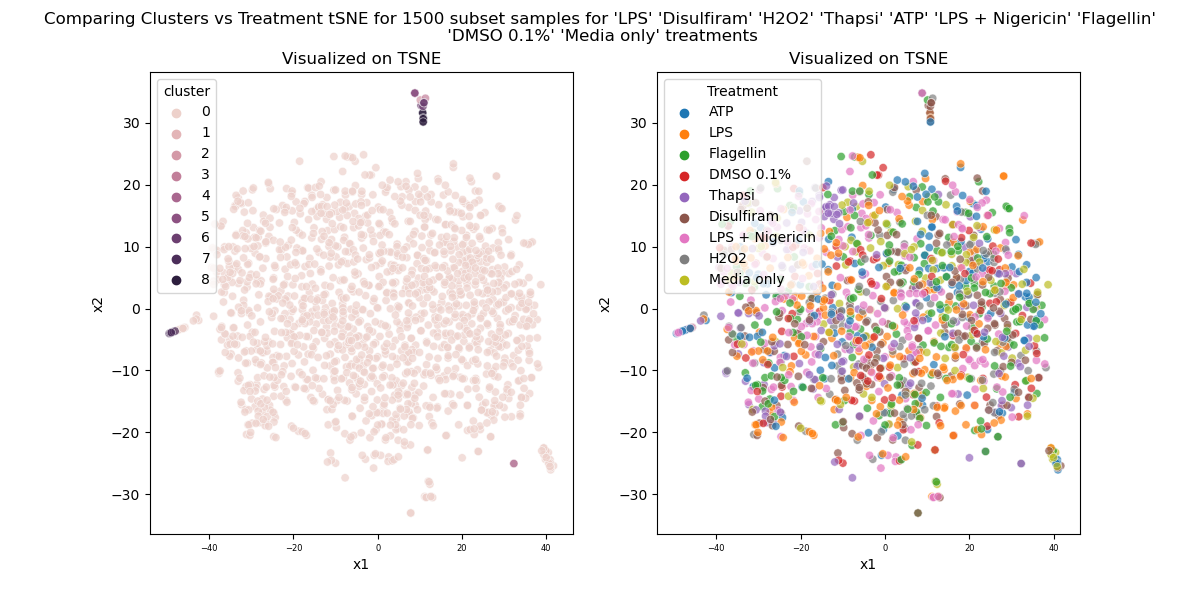 Comparing Clusters vs Treatment tSNE for 1500 subset samples for 'LPS' 'Disulfiram' 'H2O2' 'Thapsi' 'ATP' 'LPS + Nigericin' 'Flagellin'
'DMSO 0.1%' 'Media only' treatments
Visualized on TSNE
cluster
0
1
2
3
4
5
6
7
8
30
20
10
0
−10
−20
−30
x2
−40
−20
0
20
40
x1
Visualized on TSNE
Treatment
ATP
LPS
Flagellin
DMSO 0.1%
Thapsi
Disulfiram
LPS + Nigericin
H2O2
Media only
30
20
10
0
−10
−20
−30
x2
−40
−20
0
20
40
x1